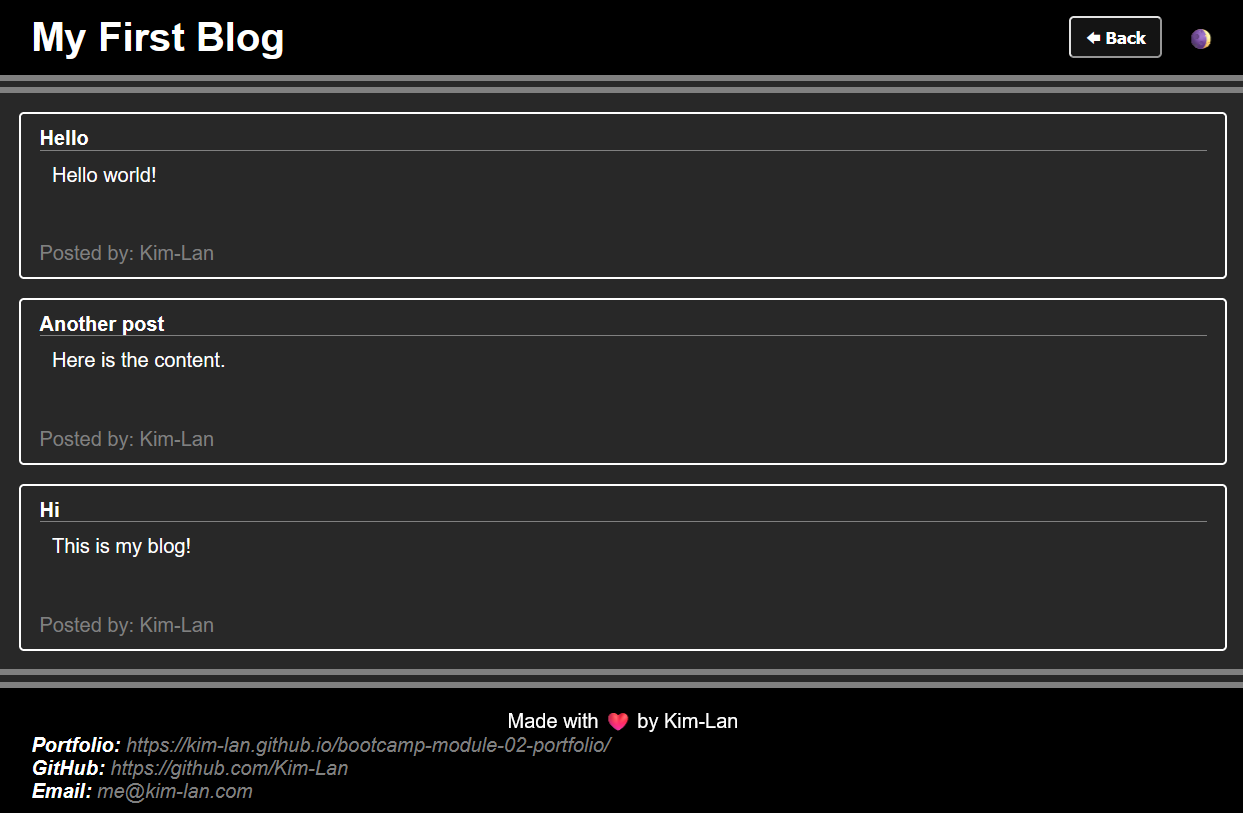 My First Blog
🡄 Back
Hello
Hello world!
Posted by: Kim-Lan
Another post
Here is the content.
Posted by: Kim-Lan
Hi
This is my blog!
Posted by: Kim-Lan
Made with ❤️ by Kim-Lan
Portfolio: https://kim-lan.github.io/bootcamp-module-02-portfolio/
GitHub: https://github.com/Kim-Lan
Email: me@kim-lan.com